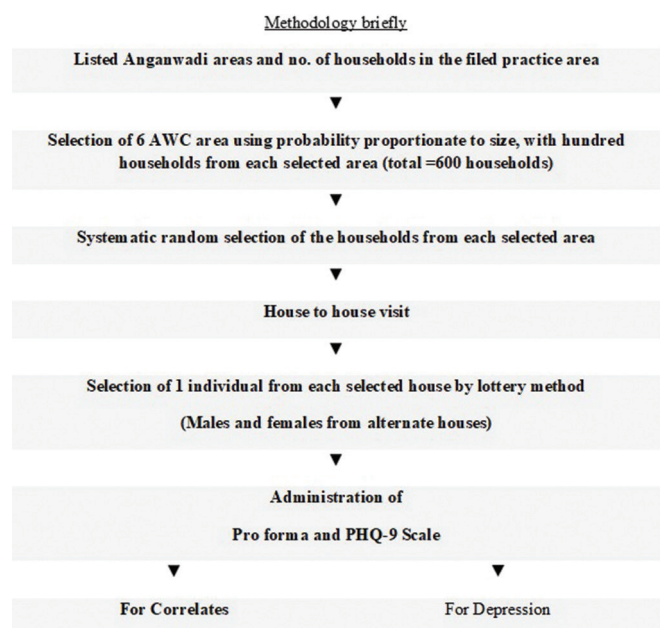 Methodology briefly
Listed Anganwadi areas and no. of households in the filed practice area
Selection of 6 AWC area using probability proportionate to size, with hundred
households from each selected area (total =600 households)
Systematic random selection of the households from each selected area
House to house visit
Selection of 1 individual from each selected house by lottery method
(Males and females from alternate houses)
Administration of
Pro forma and PHQ-9 Scale
For Correlates
For Depression